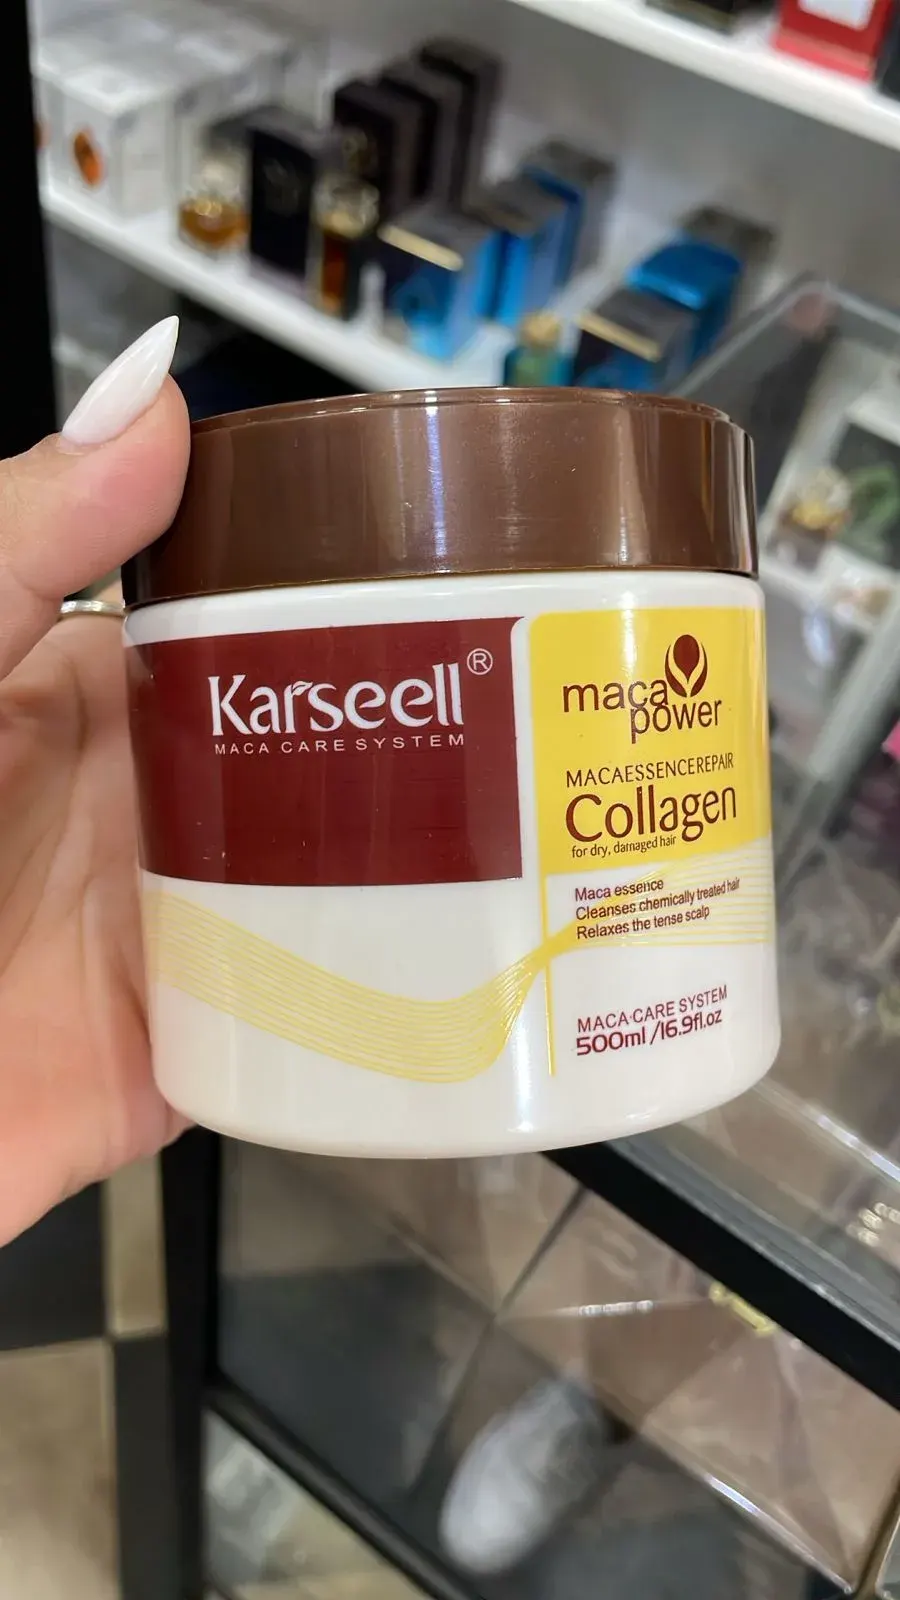 Karseell®
MACA CARE SYSTEM
maca
power
MACAESSENCEREPAIR
Collagen
for dry, damaged hair
Maca essence
Cleanses chemically treated hair
Relaxes the tense scalp
MACA·CARE SYSTEM
500ml /16.9fl.oz